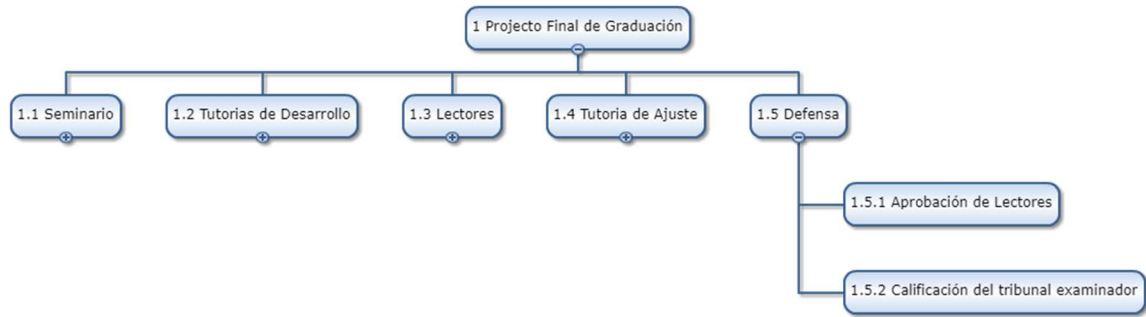 1 Projecto Final de Graduación
1.1 Seminario
1.2 Tutorias de Desarrollo
1.3 Lectores
1.4 Tutoria de Ajuste
1.5 Defensa
1.5.1 Aprobación de Lectores
1.5.2 Calificación del tribunal examinador